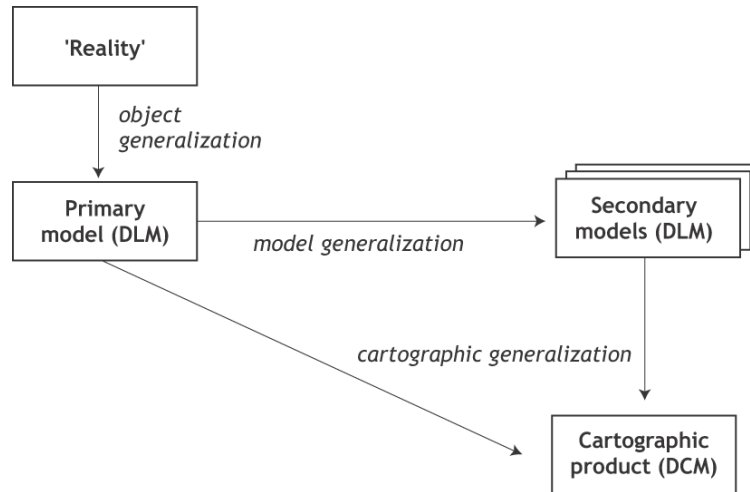 'Reality'
object
generalization
Primary
model (DLM)
model generalization
Secondary
models (DLM)
cartographic generalization
Cartographic
product (DCM)